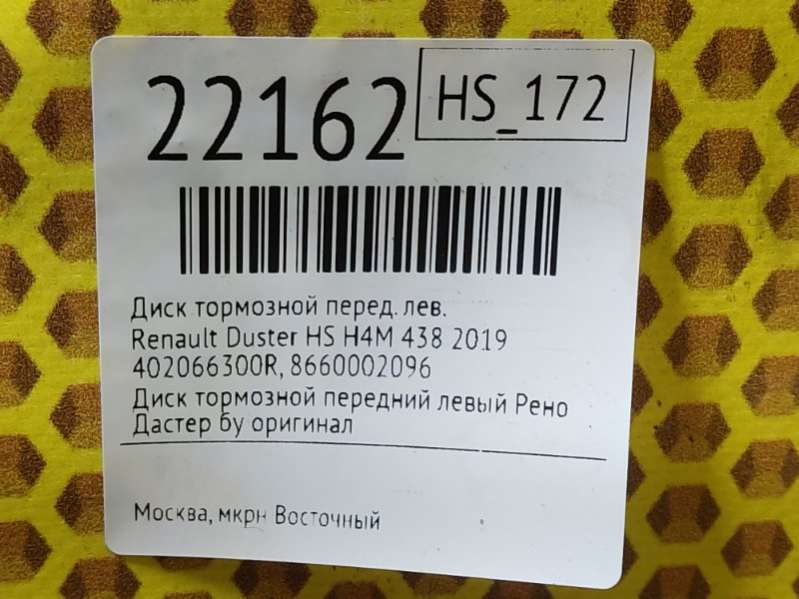 22162
HS_172
Диск тормозной перед. лев.
Renault Duster HS H4M 438 2019
402066300R, 8660002096
Диск тормозной передний левый Рено
Дастер бу оригинал
Москва, мкрн Восточный